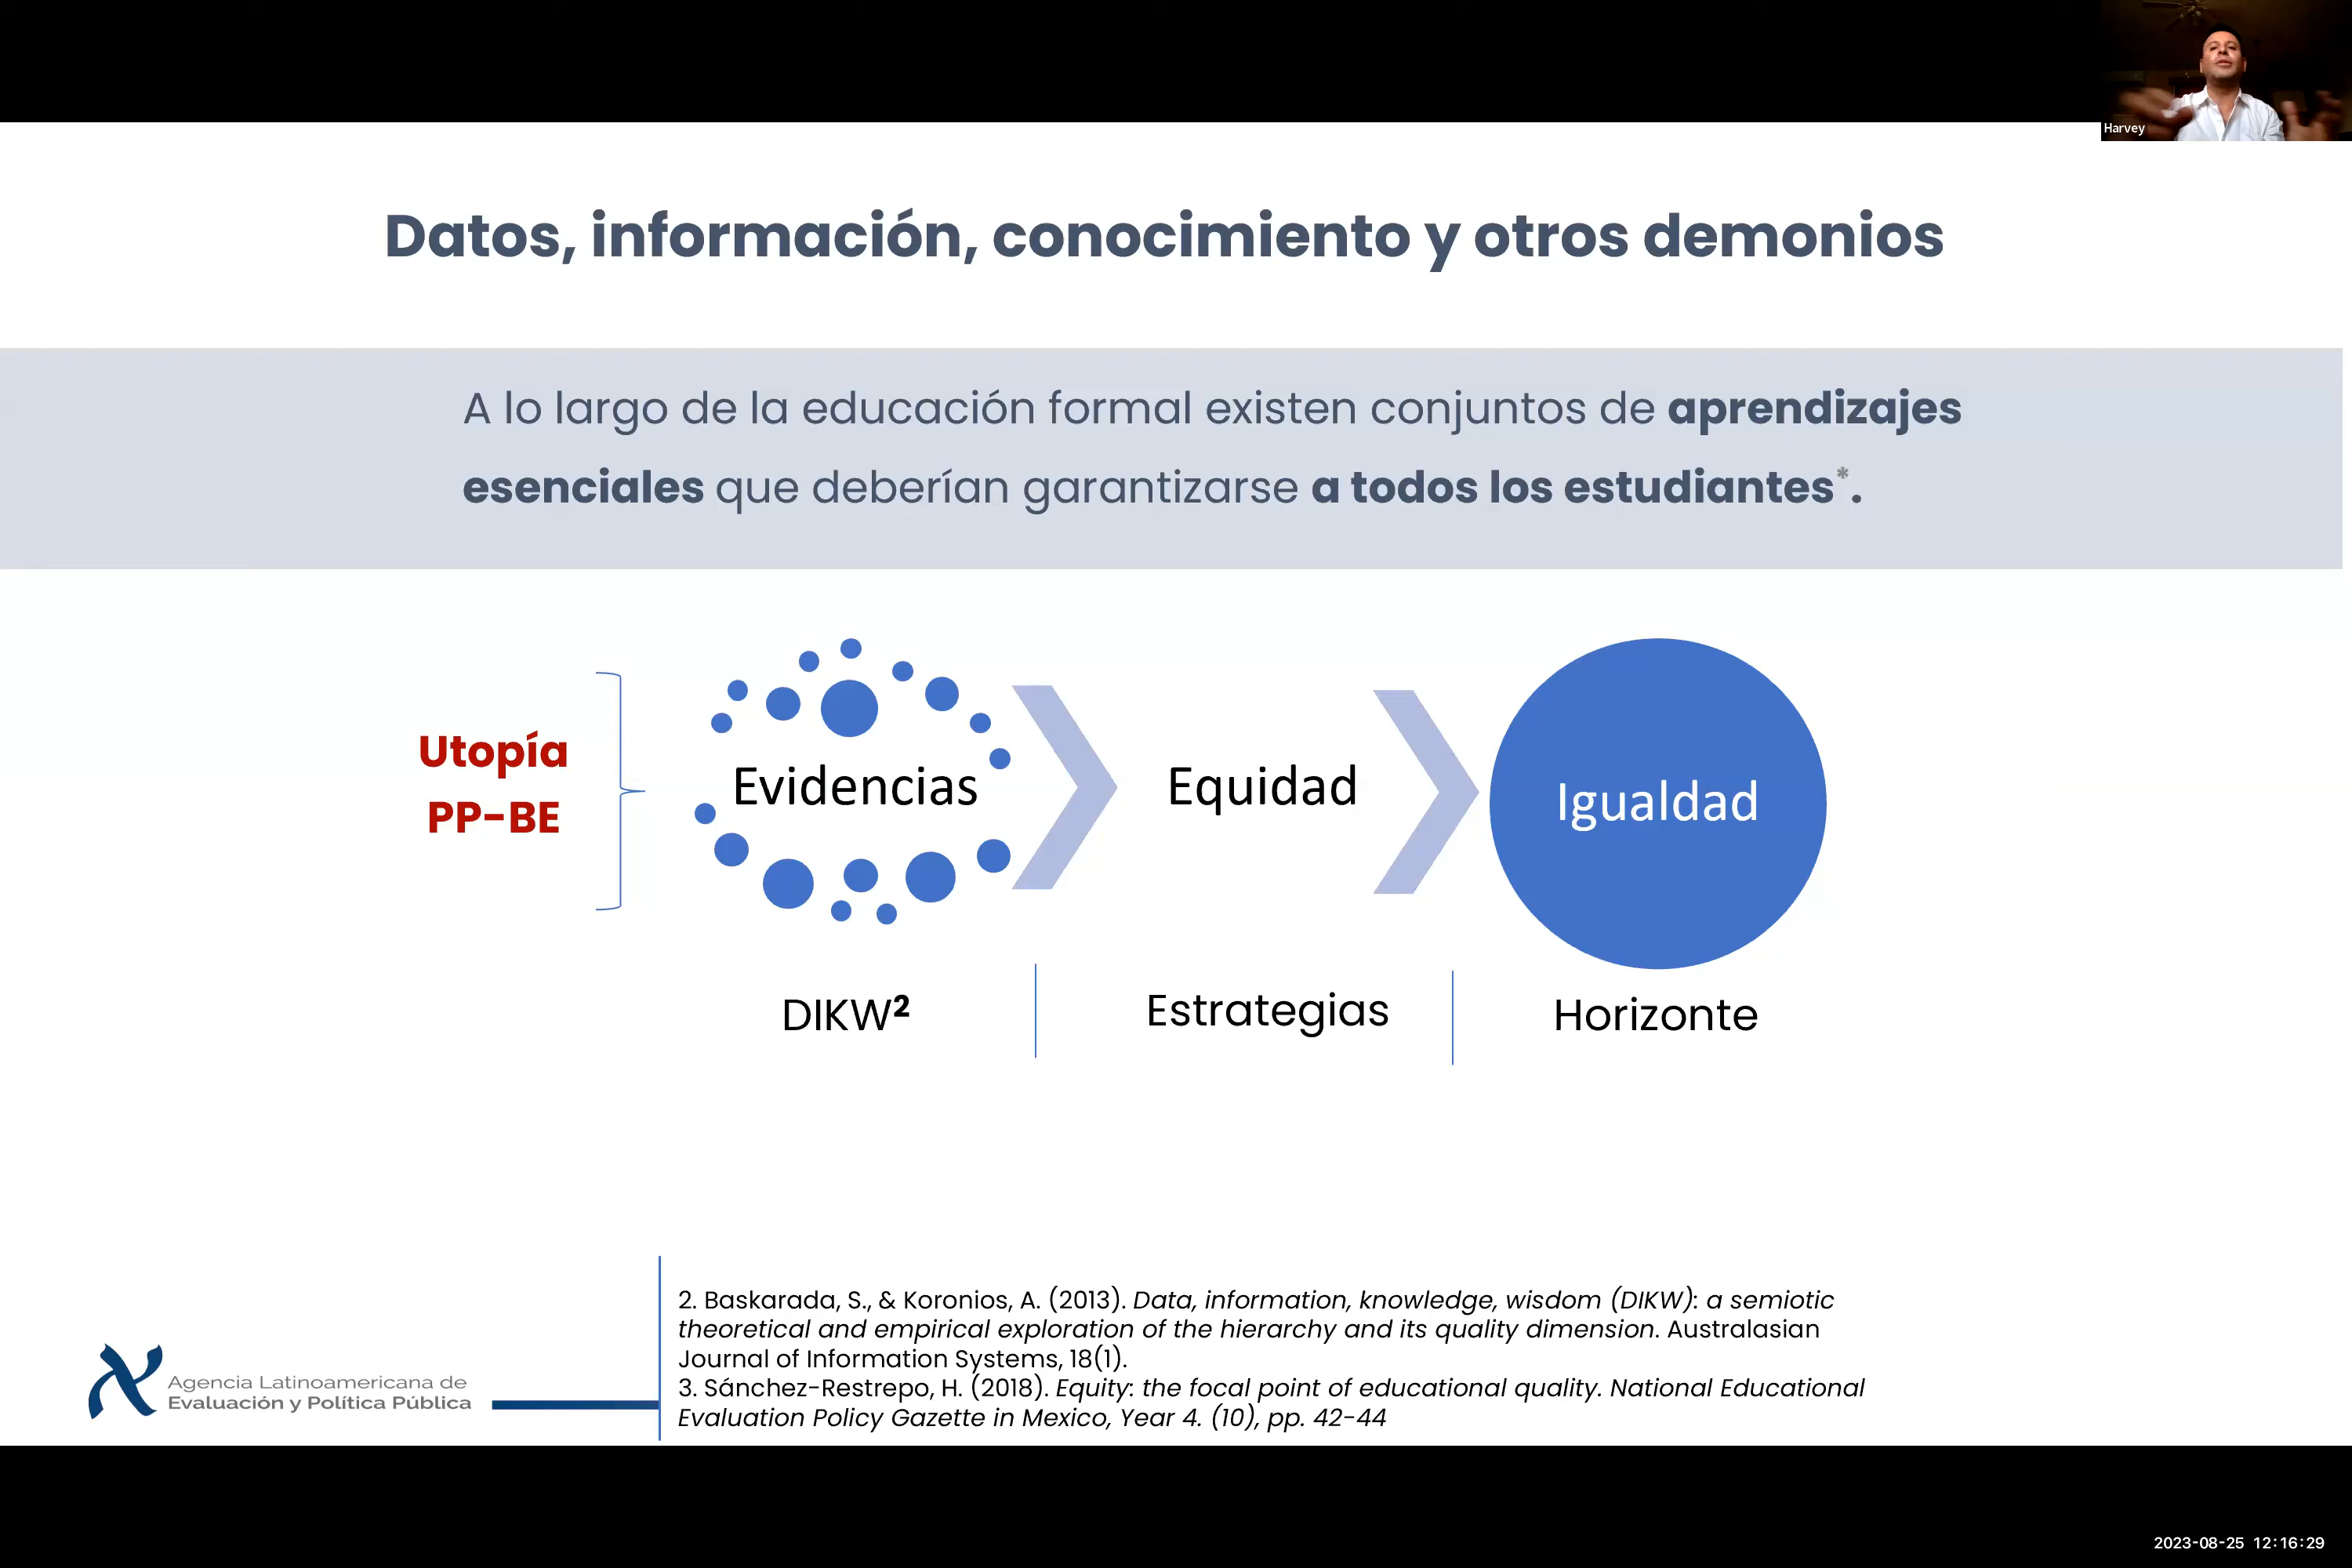 Harvey
Datos, información, conocimiento y otros demonios
A lo largo de la educación formal existen conjuntos de aprendizajes
esenciales que deberían garantizarse a todos los estudiantes*.
Utopía
PP-BE
Evidencias
Equidad
Igualdad
DIKW²
Estrategias
Horizonte
2. Baskarada, S., & Koronios, A. (2013). Data, information, knowledge, wisdom (DIKW): a semiotic
theoretical and empirical exploration of the hierarchy and its quality dimension. Australasian
Journal of Information Systems, 18(1).
3. Sánchez-Restrepo, H. (2018). Equity: the focal point of educational quality. National Educational
Evaluation Policy Gazette in Mexico, Year 4. (10), pp. 42-44
Agencia Latinoamericana de
Evaluación y Política Pública
2023-08-25 12:16:29